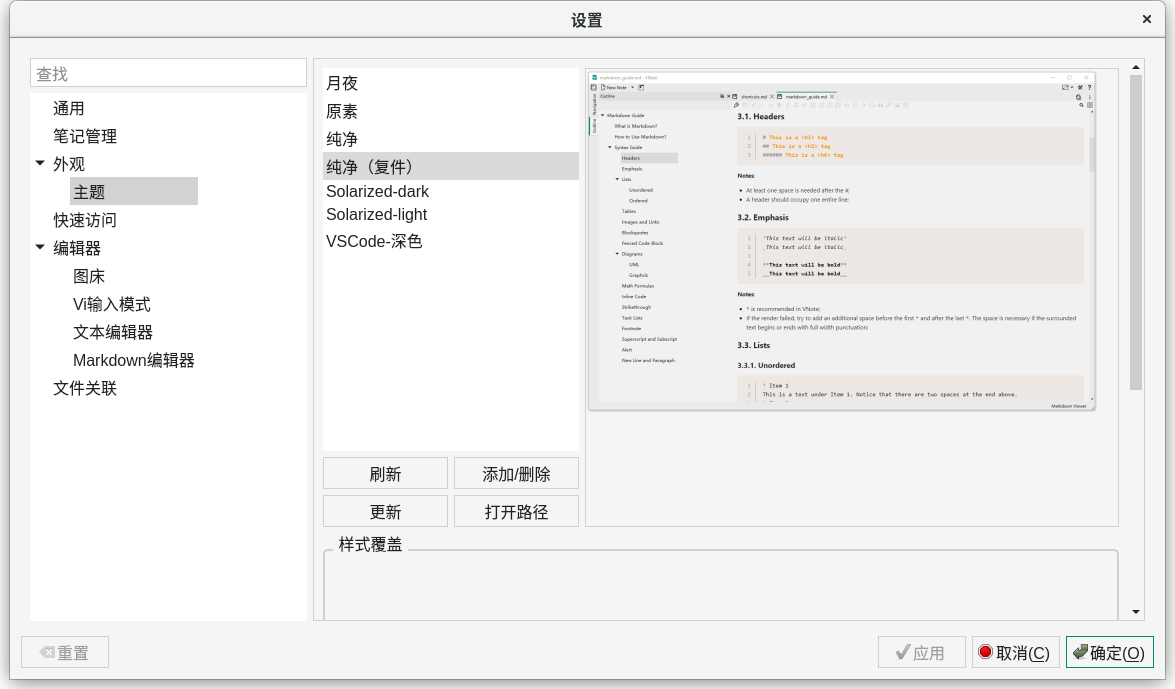 设置
查找
通用
笔记管理
外观
主题
快速访问
编辑器
图床
Vi输入模式
文本编辑器
Markdown编辑器
文件关联
月夜
原素
纯净
纯净（复件）
Solarized-dark
Solarized-light
VSCode-深色
刷新
添加/删除
更新
打开路径
markdown_guide.md - VNote
New Note
Outline
shortcuts.md
markdown_guide.md
Navigation
Outline
Markdown Guide
What is Markdown?
How to Use Markdown?
Syntax Guide
Headers
Emphasis
Lists
Unordered
Ordered
Tables
Images and Links
Blockquotes
Fenced Code Block
Diagrams
UML
Graphviz
Math Formulas
Inline Code
Strikethrough
Task Lists
Footnote
Superscript and Subscript
Alert
New Line and Paragraph
3.1. Headers
1 # This is a <h1> tag
2 ## This is a <h2> tag
3 ###### This is a <h6> tag
Notes:
• At least one space is needed after the #;
• A header should occupy one entire line;
3.2. Emphasis
1 *This text will be italic*
2 _This text will be italic_
3
4 **This text will be bold**
5 __This text will be bold__
Notes:
• * is recommended in VNote;
• If the render failed, try to add an additional space before the first * and after the last *. The space is necessary if the surrounded
text begins or ends with full width punctuation;
3.3. Lists
3.3.1. Unordered
1 * Item 1
2 This is a text under Item 1. Notice that there are two spaces at the end above.
Markdown Viewer
样式覆盖
重置
应用
取消(C)
确定(O)